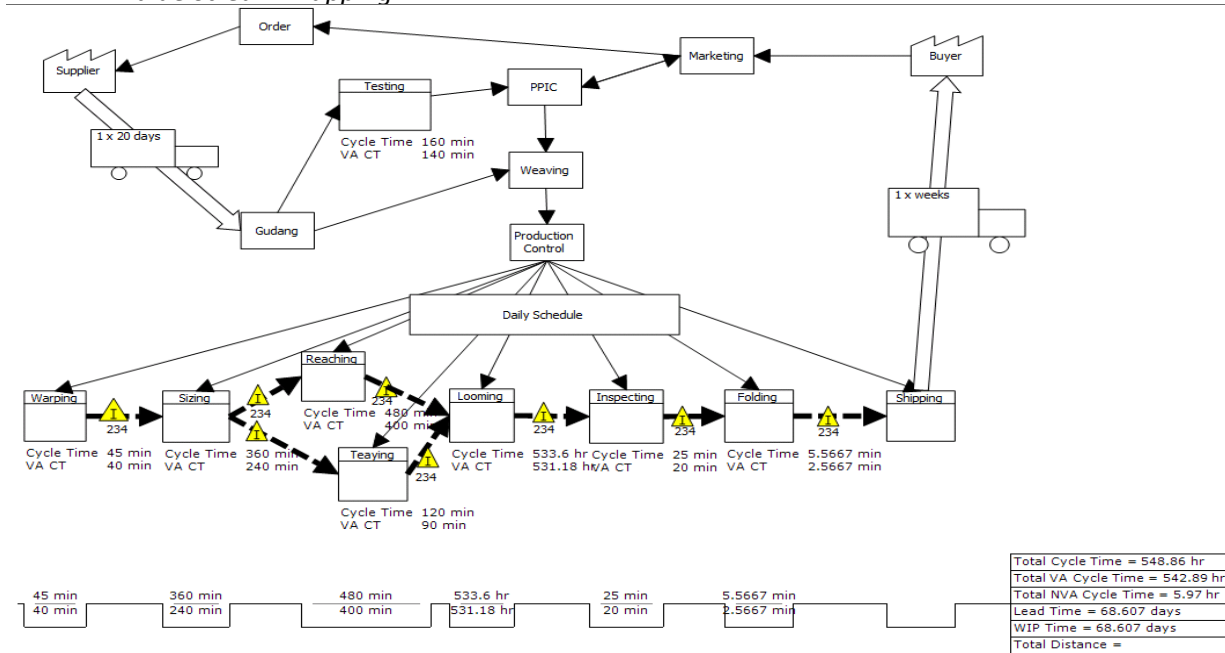 Order
Marketing
Buyer
Supplier
Testing
PPIC
1 x 20 days
Cycle Time 160 min
VA CT 140 min
Weaving
1 x weeks
Gudang
Production
Control
Daily Schedule
Reaching
Warping
Sizing
Looming
Inspecting
Folding
Shipping
I
234
I
234
I
234
I
234
I
234
I
234
Cycle Time 480 min
VA CT 400 min
I
Teaying
I
234
Cycle Time 45 min
VA CT 40 min
Cycle Time 360 min
VA CT 240 min
Cycle Time 533.6 hr
VA CT 531.18 hr
Cycle Time 25 min
VA CT 20 min
Cycle Time 5.5667 min
VA CT 2.5667 min
Cycle Time 120 min
VA CT 90 min
45 min 360 min 480 min 533.6 hr 25 min 5.5667 min
40 min 240 min 400 min 531.18 hr 20 min 2.5667 min
Total Cycle Time = 548.86 hr
Total VA Cycle Time = 542.89 hr
Total NVA Cycle Time = 5.97 hr
Lead Time = 68.607 days
WIP Time = 68.607 days
Total Distance =